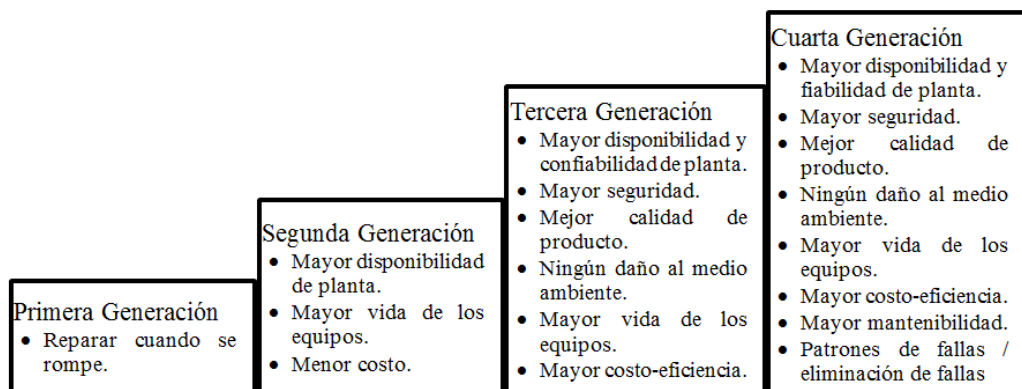 Primera Generación
• Reparar cuando se
rompe.
Segunda Generación
• Mayor disponibilidad
de planta.
• Mayor vida de los
equipos.
• Menor costo.
Tercera Generación
• Mayor disponibilidad y
confiabilidad de planta.
• Mayor seguridad.
• Mejor calidad de
producto.
• Ningún daño al medio
ambiente.
• Mayor vida de los
equipos.
• Mayor costo-eficiencia.
Cuarta Generación
• Mayor disponibilidad y
fiabilidad de planta.
• Mayor seguridad.
• Mejor calidad de
producto.
• Ningún daño al medio
ambiente.
• Mayor vida de los
equipos.
• Mayor costo-eficiencia.
• Mayor mantenibilidad.
• Patrones de fallas /
eliminación de fallas